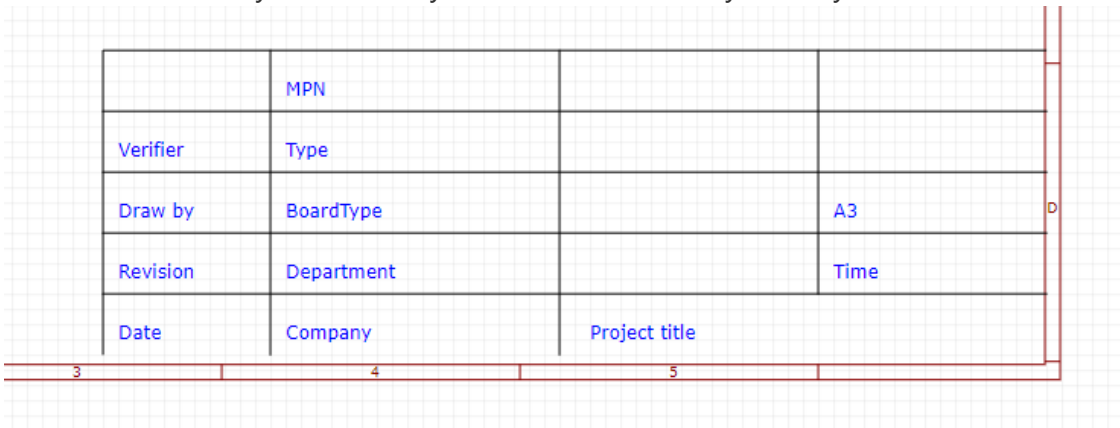 MPN
Verifier Type
Draw by BoardType A3
D
Revision Department Time
Date Company Project title
3 4 5